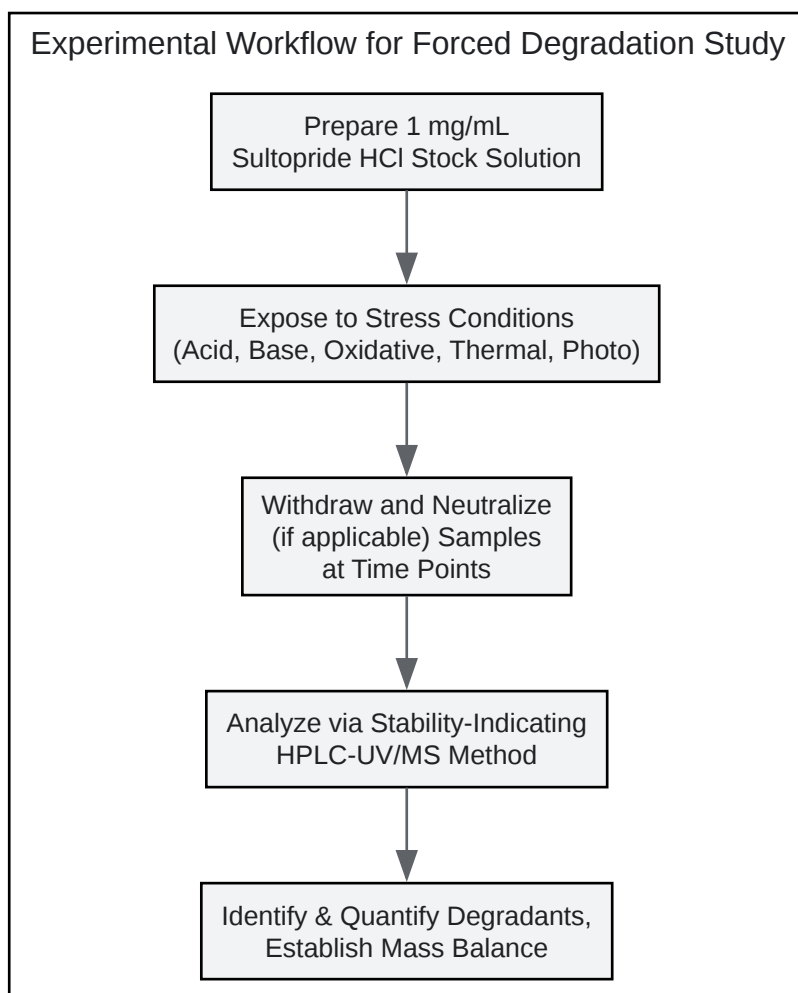 Experimental Workflow for Forced Degradation Study
Prepare 1 mg/mL
Sultopride HCl Stock Solution
Expose to Stress Conditions
(Acid, Base, Oxidative, Thermal, Photo)
Withdraw and Neutralize
(if applicable) Samples
at Time Points
Analyze via Stability-Indicating
HPLC-UV/MS Method
Identify & Quantify Degradants,
Establish Mass Balance